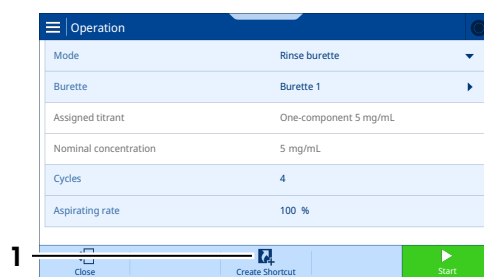 Operation
Mode Rinse burette
Burette Burette 1
Assigned titrant One-component 5 mg/mL
Nominal concentration 5 mg/mL
Cycles 4
Aspirating rate 100 %
1
Close Create Shortcut Start